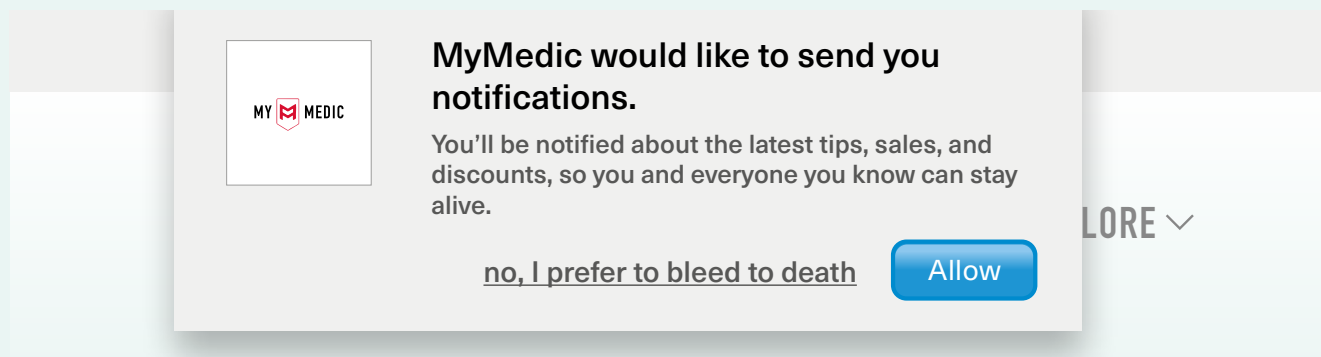 MyMedic would like to send you
notifications.
MY MEDIC
You'll be notified about the latest tips, sales, and
discounts, so you and everyone you know can stay
alive.
LORE
no, I prefer to bleed to death
Allow